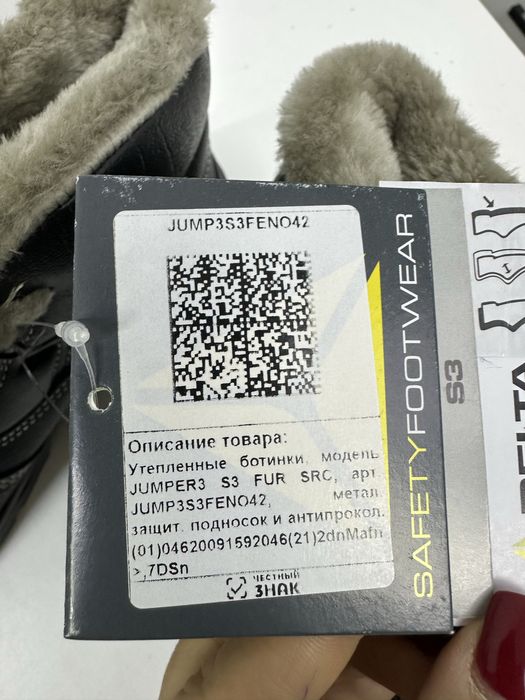 JUMP3S3FENO42
Описание товара:
Утепленные ботинки, модель
JUMPER3 S3 FUR SRC, арт.
JUMP3S3FENO42, метал.
защит. подносок и антипрокол.
(01)04620091592046(21)2dnMafn
>,7DSn
ЧЕСТНЫЙ
ЗНАК
SAFETYFOOTWEAR
S3
DELTA